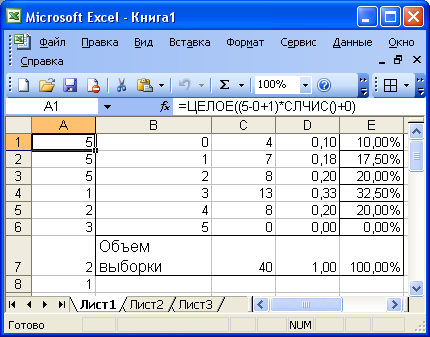 Microsoft Excel - Книга1
Файл Правка Вид Вставка Формат Сервис Данные Окно
Справка
100%
A1 =ЦЕЛОЕ((5-0+1)*СЛЧИС()+0)
A B C D E
1 5 0 4 0,10 10,00%
2 5 1 7 0,18 17,50%
3 5 2 8 0,20 20,00%
4 1 3 13 0,33 32,50%
5 2 4 8 0,20 20,00%
6 3 5 0 0,00 0,00%
Объем
7 2 выборки 40 1,00 100,00%
8 1
Лист1 Лист2 Лист3
Готово NUM